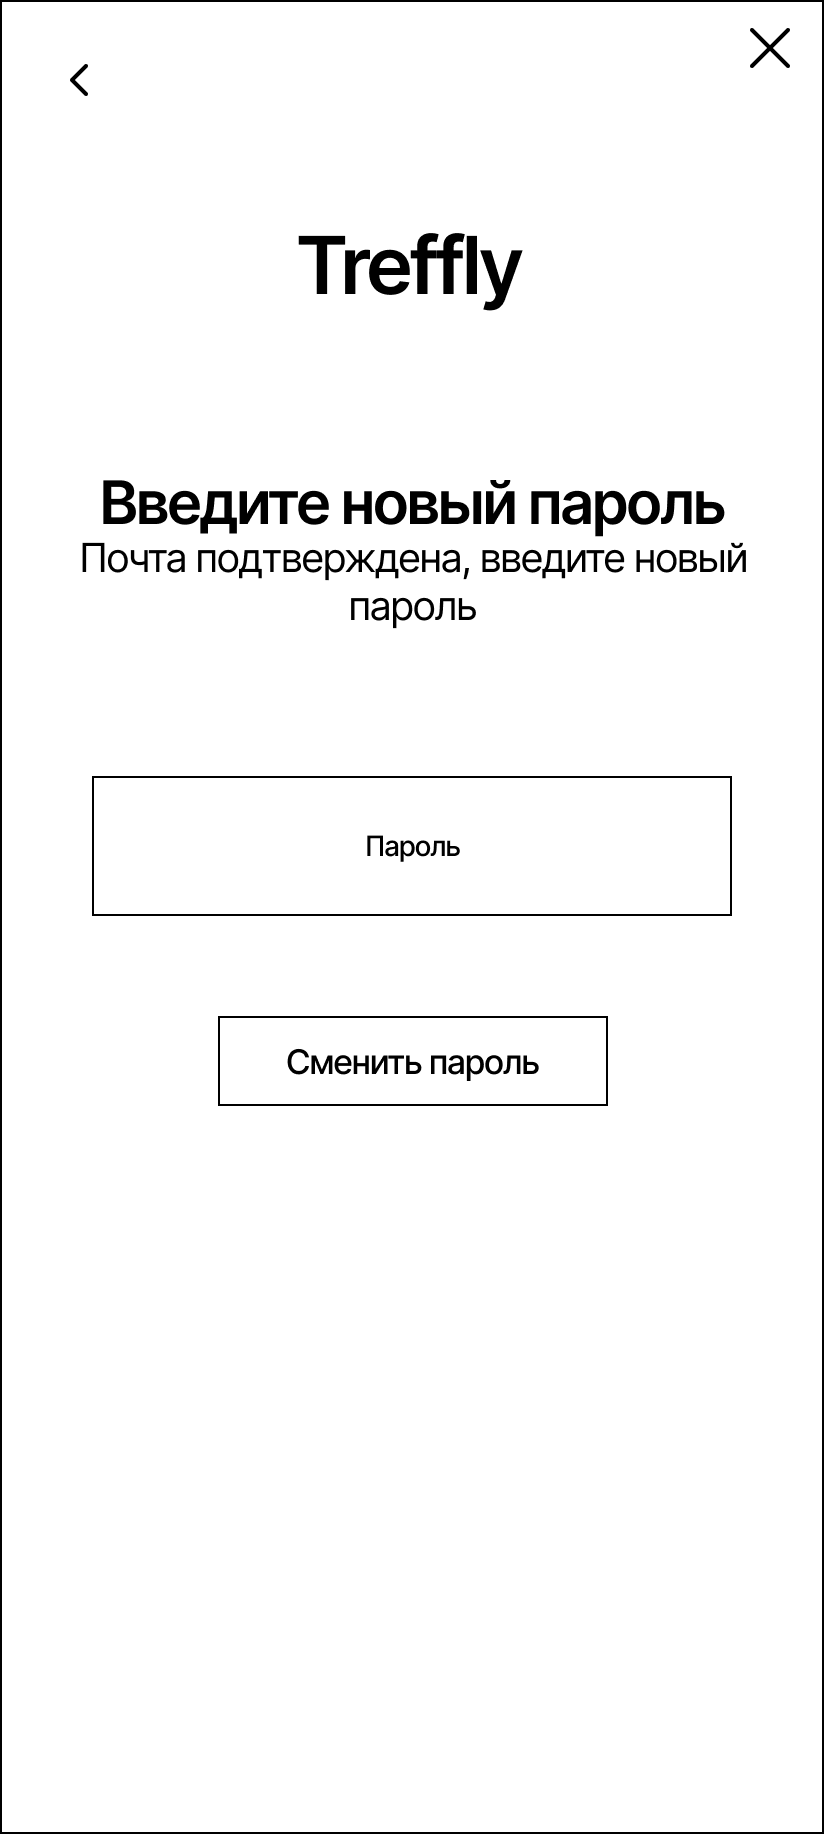 Treffly
Введите новый пароль
Почта подтверждена, введите новый
пароль
Пароль
Сменить пароль